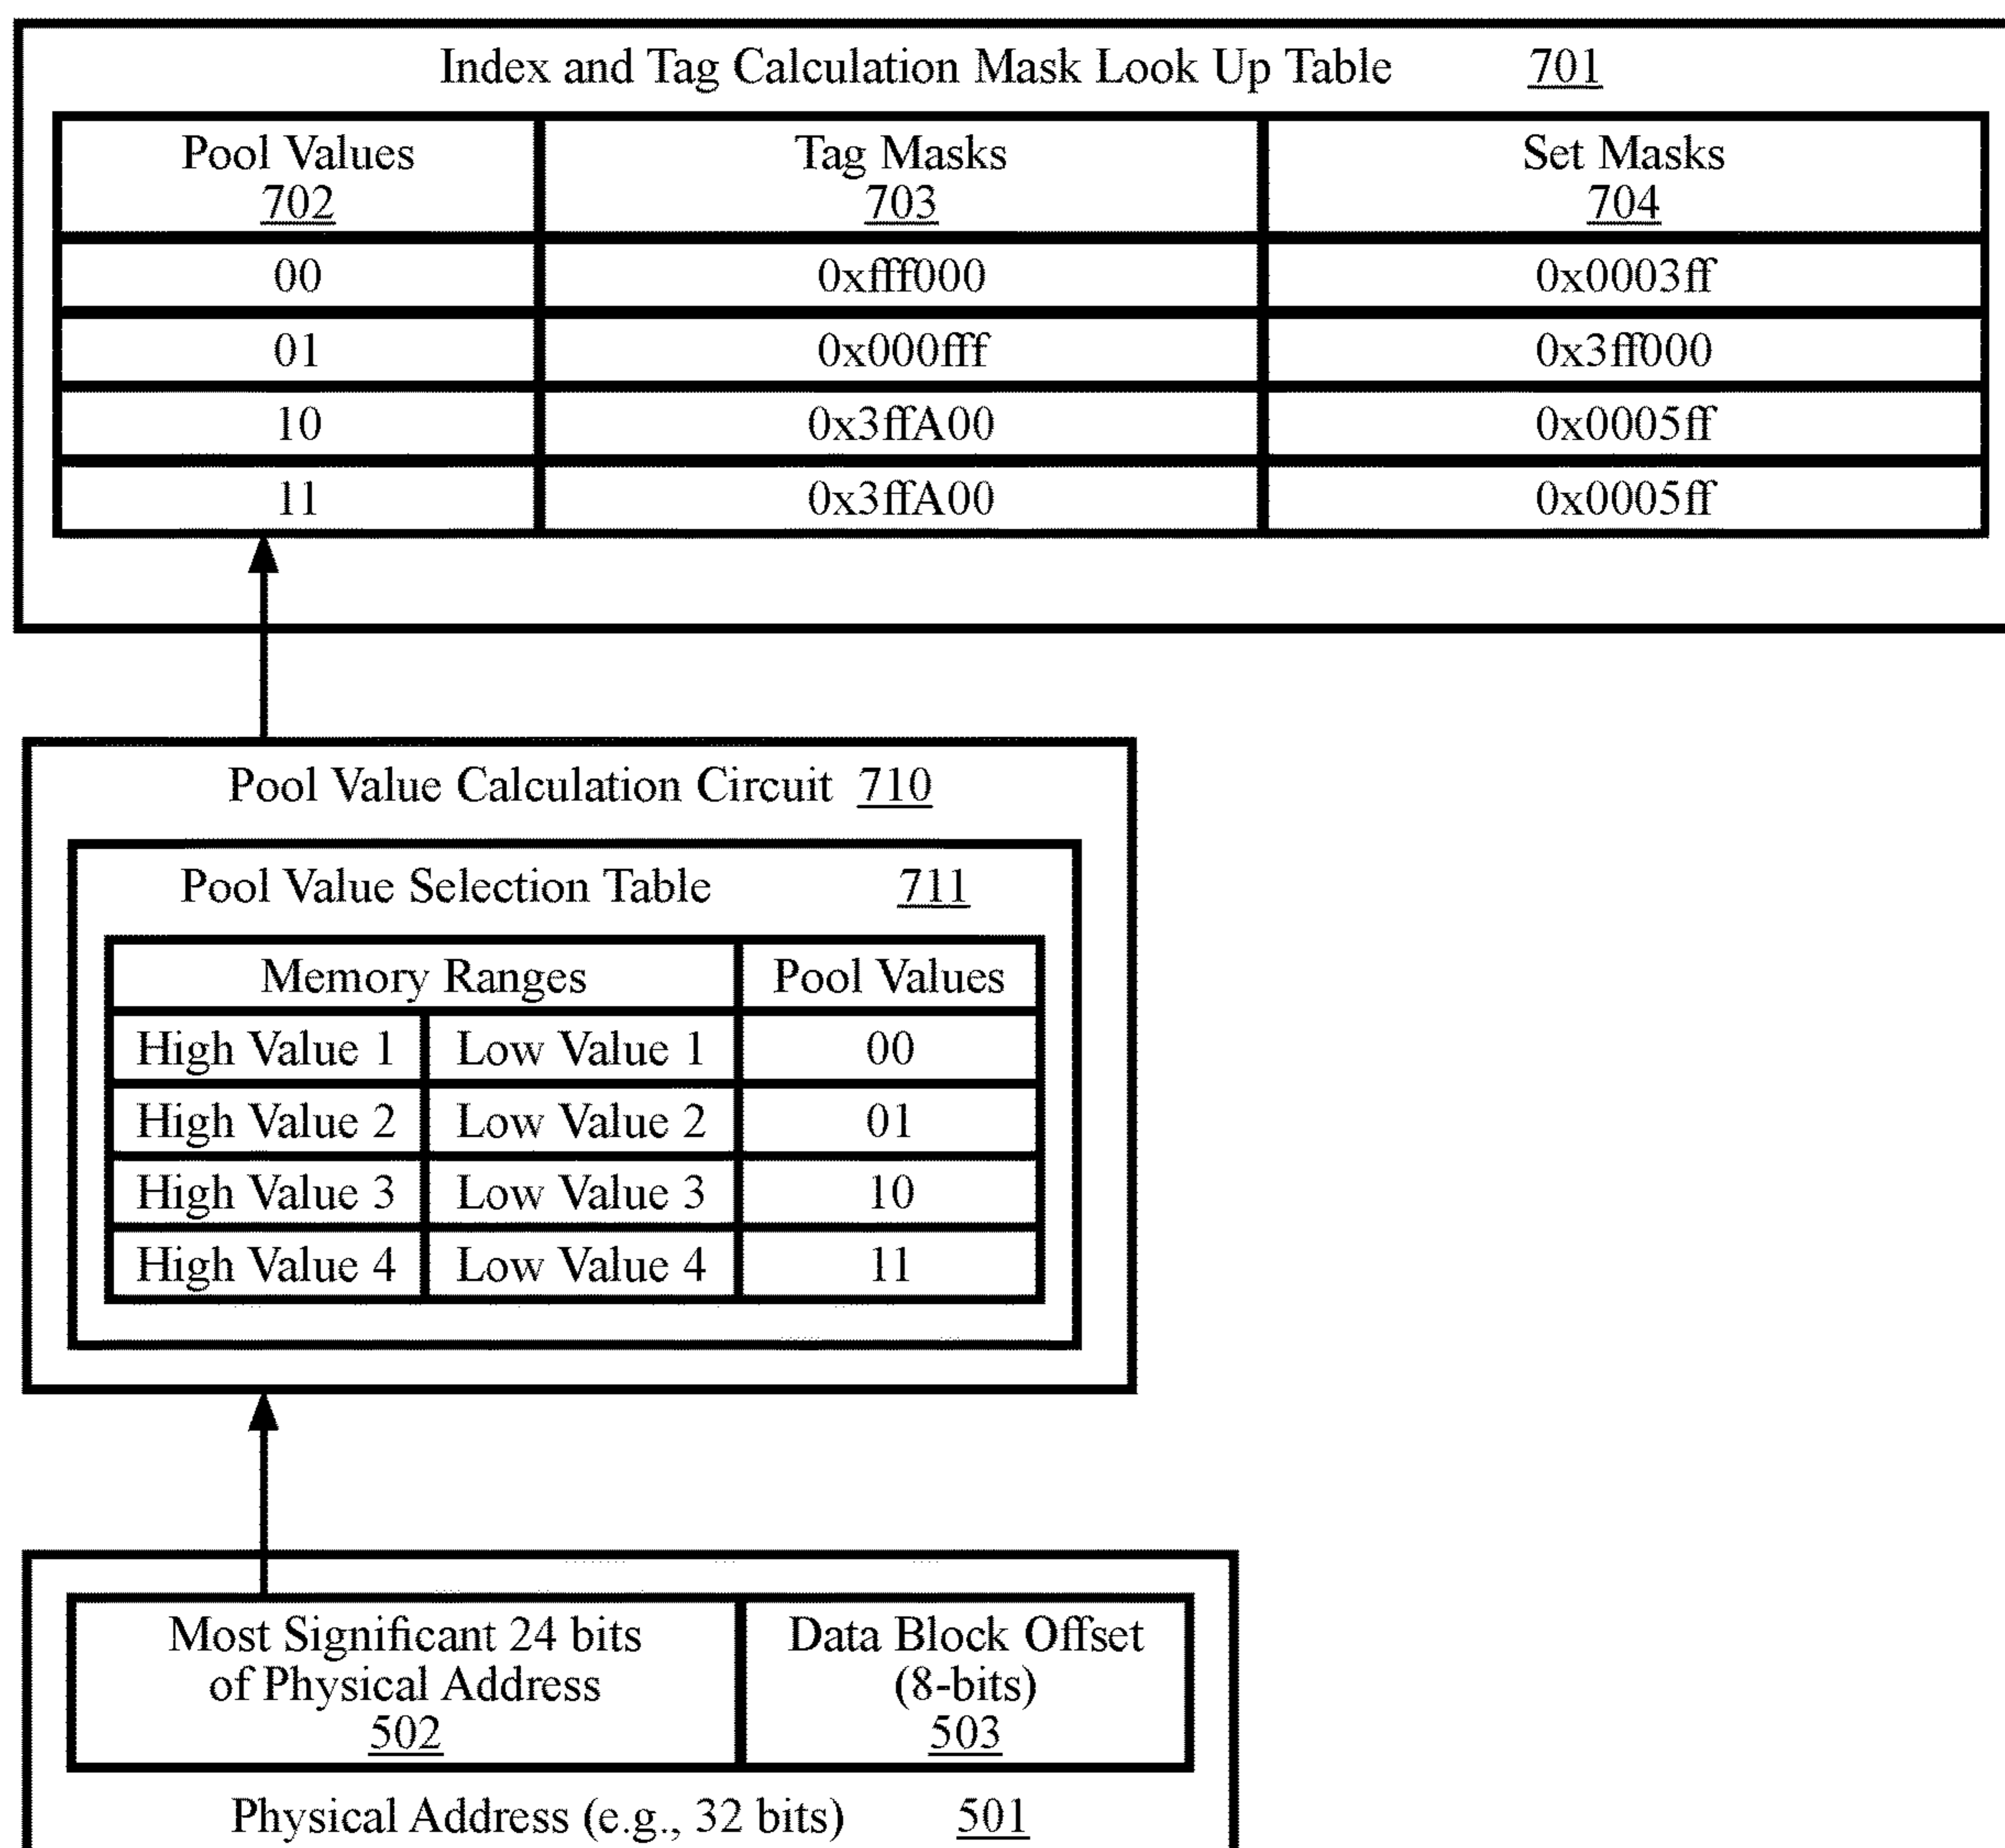 Index and Tag Calculation Mask Look Up Table 701
Pool Values 702 Tag Masks 703 Set Masks 704
00 0xfff000 0x0003ff
01 0x000fff 0x3ff000
10 0x3ffA00 0x0005ff
11 0x3ffA00 0x0005ff
Pool Value Calculation Circuit 710
Pool Value Selection Table 711
Memory Ranges Pool Values
High Value 1 Low Value 1 00
High Value 2 Low Value 2 01
High Value 3 Low Value 3 10
High Value 4 Low Value 4 11
Most Significant 24 bits
of Physical Address
502
Data Block Offset
(8-bits)
503
Physical Address (e.g., 32 bits) 501